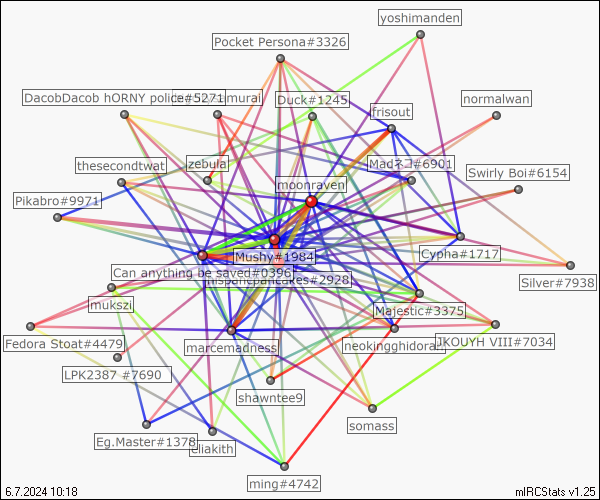 yoshimanden
Pocket Persona#3326
DacobDacob hORNY police#5271
murai
Duck#1245
normalwan
frisout
thesecondtwat
zebula
Madネコ#6901
Swirly Boi#6154
moonraven
Pikabro#9971
Mushy#1984
Cypha#1717
Can anything be saved#0396
hispanicpancakes#2928
Silver#7938
mukszi
Majestic#3375
Fedora Stoat#4479
marcemadness
neokingghidorah
JKOUYH VIII#7034
LPK2387 #7690
shawntee9
somass
Eg.Master#1378
eliakith
ming#4742
6.7.2024 10:18
mIRCStats v1.25